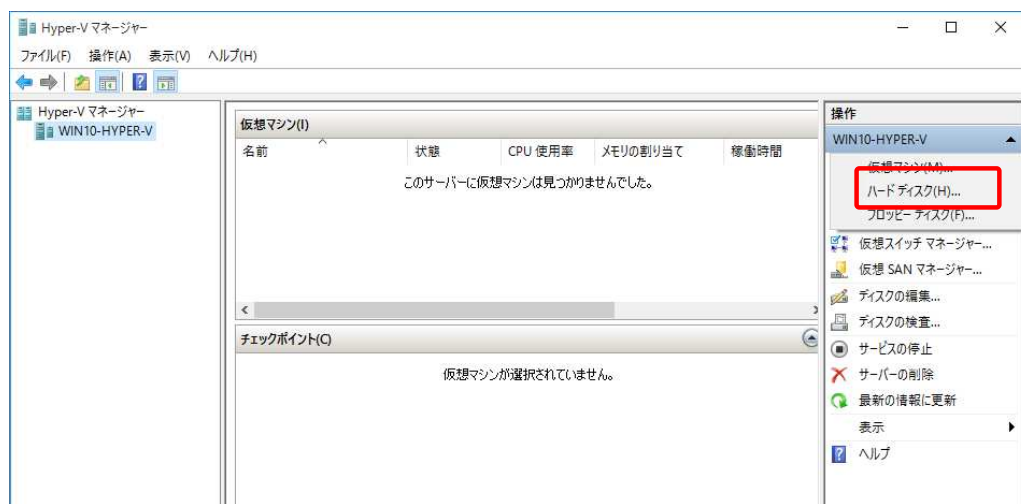 Hyper-V マネージャー
ファイル(F) 操作(A) 表示(V) ヘルプ(H)
Hyper-V マネージャー
WIN10-HYPER-V
仮想マシン(I)
名前 状態 CPU 使用率 メモリの割り当て 稼働時間
このサーバーに仮想マシンは見つかりませんでした。
チェックポイント(C)
仮想マシンが選択されていません。
操作
WIN10-HYPER-V
仮想マシン(M)...
ハード ディスク(H)...
フロッピー ディスク(F)...
仮想スイッチ マネージャー...
仮想 SAN マネージャー...
ディスクの編集...
ディスクの検査...
サービスの停止
サーバーの削除
最新の情報に更新
表示
ヘルプ